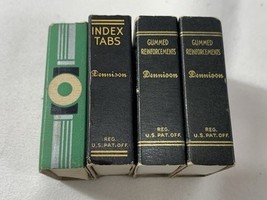 INDEX
TABS
Dennison
REG.
U.S. PAT. OFF.
GUMMED
REINFORCEMENTS
Dennison
REG.
U.S. PAT. OFF.
GUMMED
REINFORCEMENTS
Dennison
REG.
U.S. PAT. OFF.